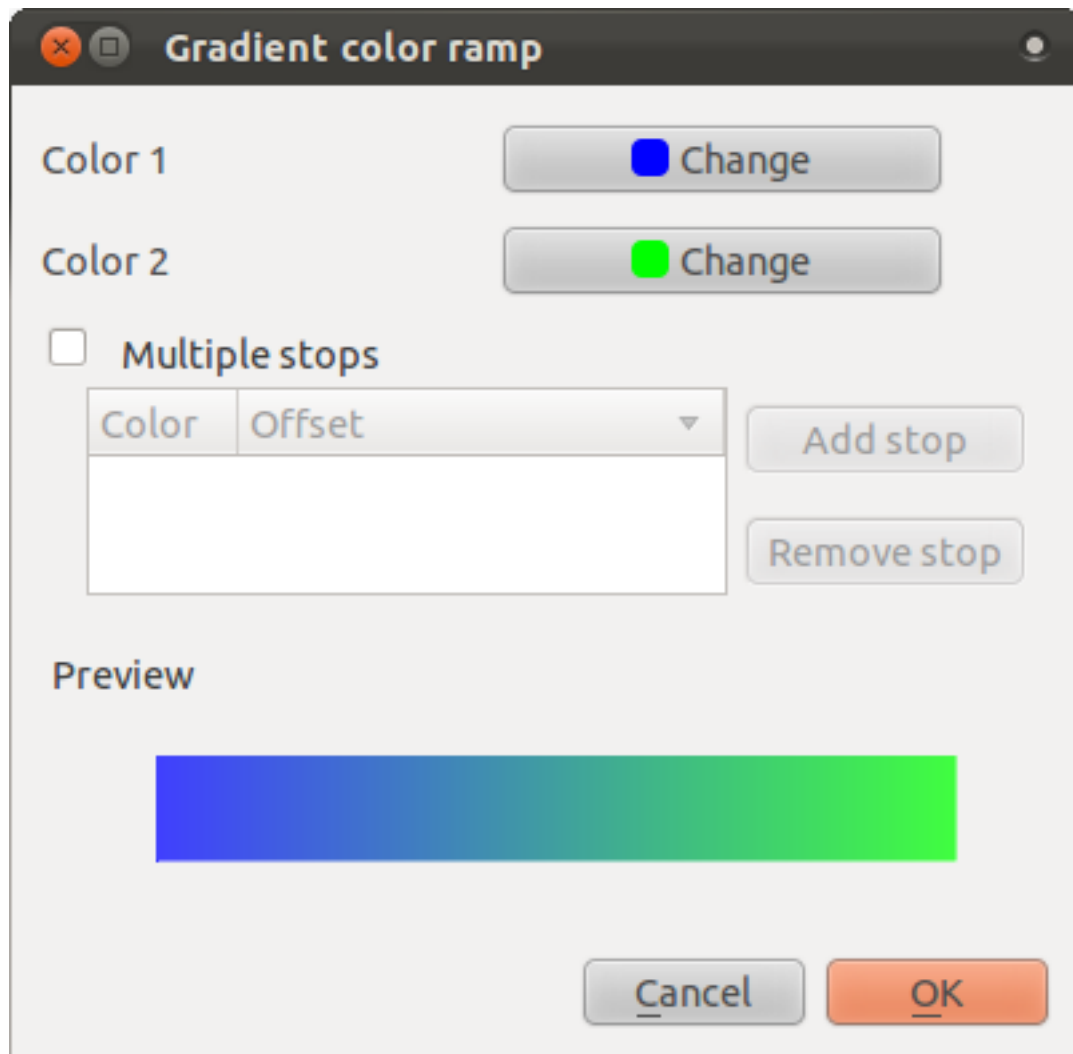 Gradient color ramp
Color 1 Change
Color 2 Change
Multiple stops
Color Offset Add stop
Remove stop
Preview
Cancel OK